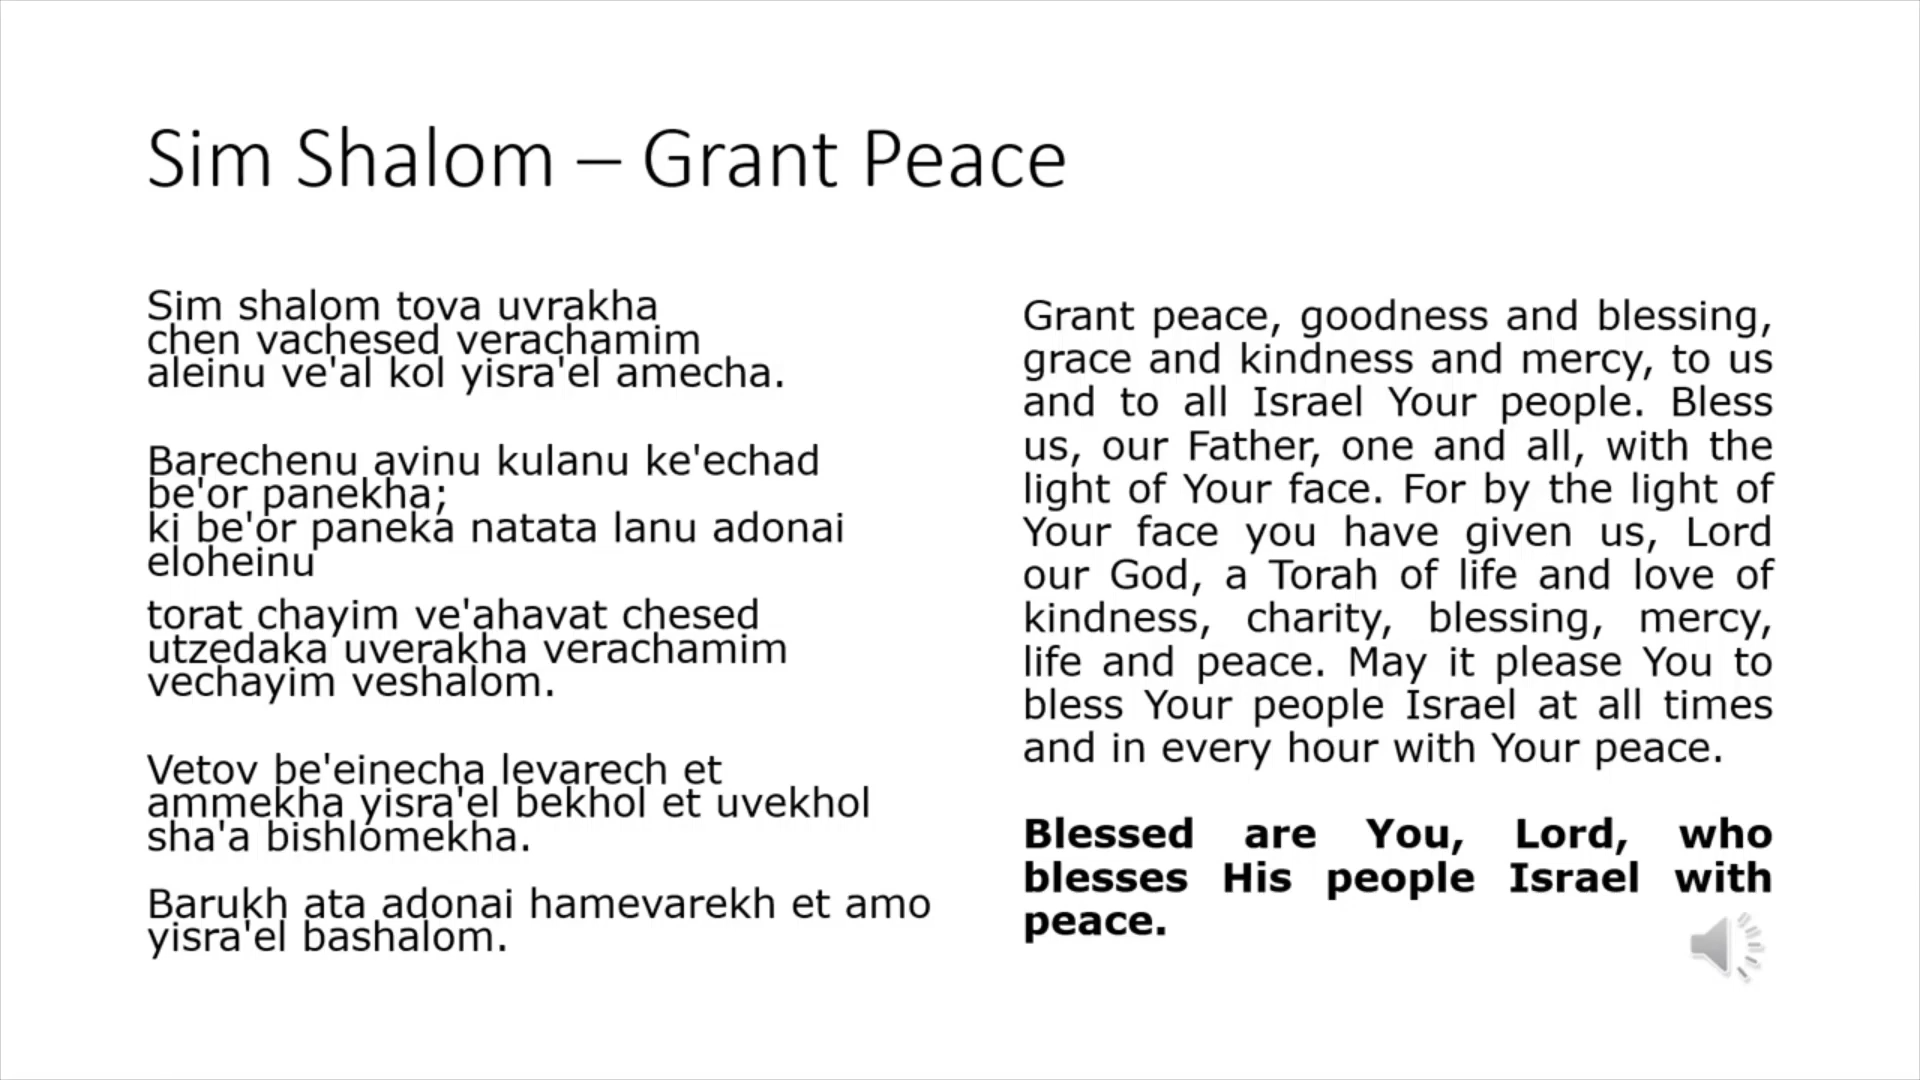 Sim Shalom – Grant Peace
Sim shalom tova uvrakha
chen vachesed verachamim
aleinu ve'al kol yisra'el amecha.
Barechenu avinu kulanu ke'echad
be'or panekha;
ki be'or paneka natata lanu adonai
eloheinu
torat chayim ve'ahavat chesed
utzedaka uverakha verachamim
vechayim veshalom.
Vetov be'einecha levarech et
ammekha yisra'el bekhol et uvekhol
sha'a bishlomekha.
Barukh ata adonai hamevarekh et amo
yisra'el bashalom.
Grant peace, goodness and blessing,
grace and kindness and mercy, to us
and to all Israel Your people. Bless
us, our Father, one and all, with the
light of Your face. For by the light of
Your face you have given us, Lord
our God, a Torah of life and love of
kindness, charity, blessing, mercy,
life and peace. May it please You to
bless Your people Israel at all times
and in every hour with Your peace.
Blessed are You, Lord, who
blesses His people Israel with
peace.